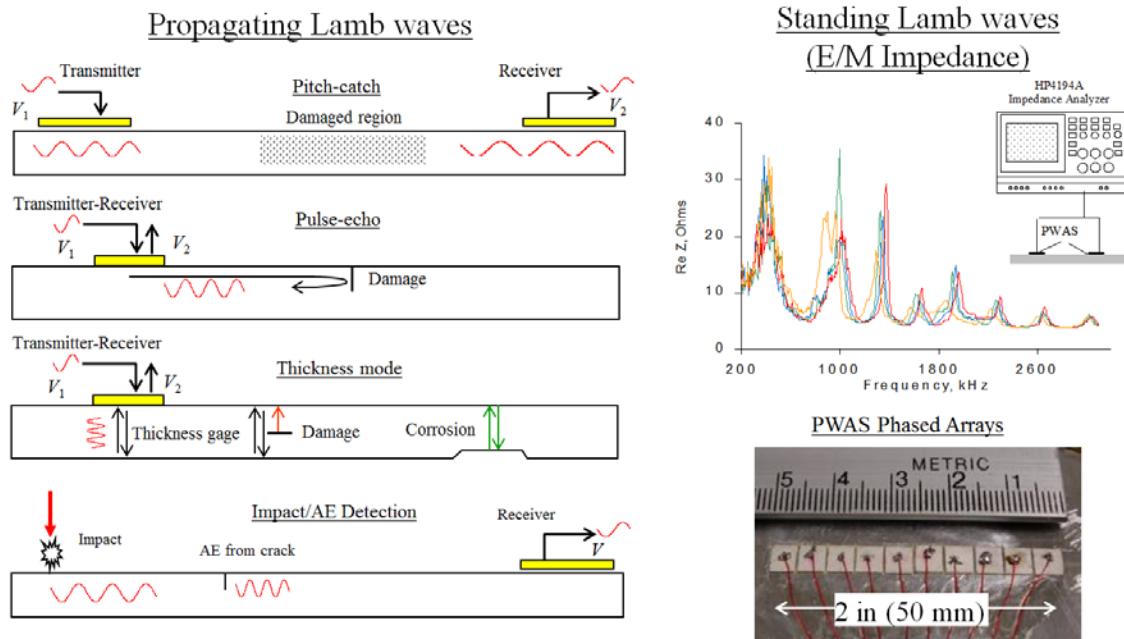 Propagating Lamb waves
Transmitter
V1
Pitch-catch
Damaged region
Receiver
V2
Transmitter-Receiver
V1
V2
Pulse-echo
Damage
Transmitter-Receiver
V1
V2
Thickness mode
Thickness gage
Damage
Corrosion
Impact/AE Detection
Impact
AE from crack
Receiver
V
Standing Lamb waves
(E/M Impedance)
HP4194A
Impedance Analyzer
PWAS
Re Z, Ohms
40
30
20
10
0
200 1000 1800 2600
Frequency, kHz
PWAS Phased Arrays
METRIC
5 4 3 2 1
2 in (50 mm)